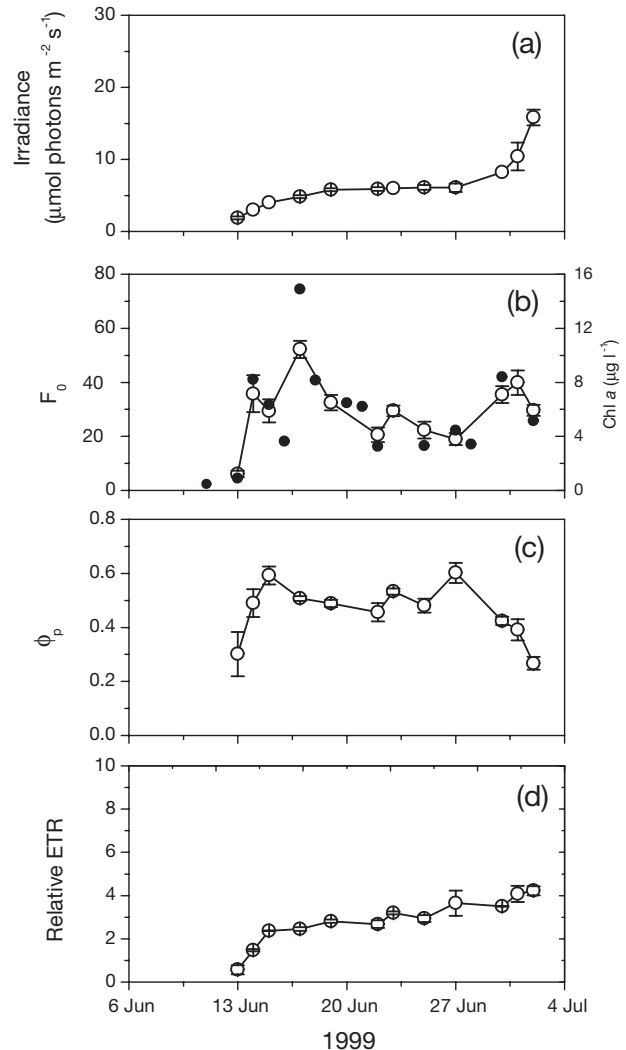 (a)
Irradiance
(µmol photons m⁻² s⁻¹)
30
20
10
0
(b)
F₀
80
60
40
20
0
Chl a (µg l⁻¹)
16
12
8
4
0
(c)
ϕₚ
0.8
0.6
0.4
0.2
0.0
(d)
Relative ETR
10
8
6
4
2
0
6 Jun 13 Jun 20 Jun 27 Jun 4 Jul
1999